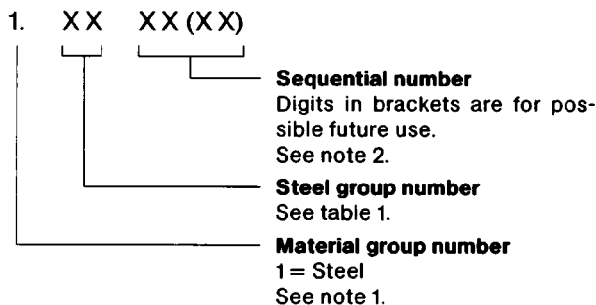 1. XX XX (XX)
Sequential number
Digits in brackets are for pos-
sible future use.
See note 2.
Steel group number
See table 1.
Material group number
1 = Steel
See note 1.